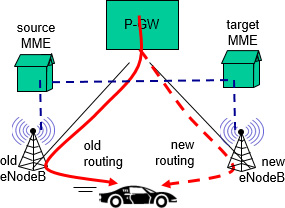 P-GW
source
MME
target
MME
old
routing
new
routing
old
eNodeB
new
eNodeB